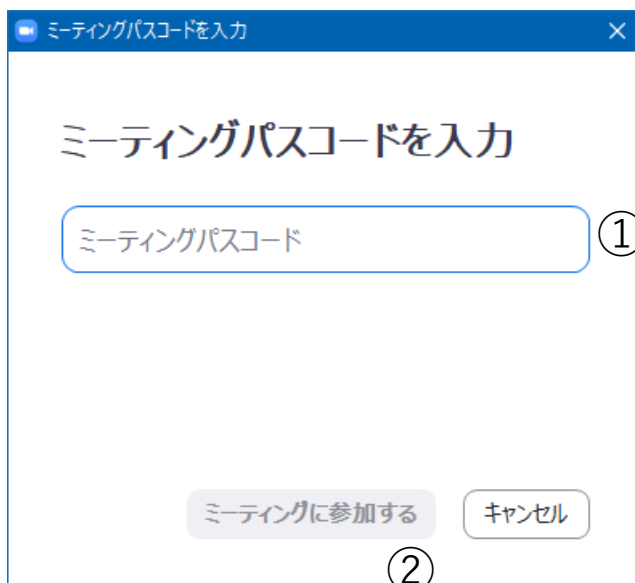 ミーティングパスコードを入力
ミーティングパスコードを入力
ミーティングパスコード
①
ミーティングに参加する
キャンセル
②